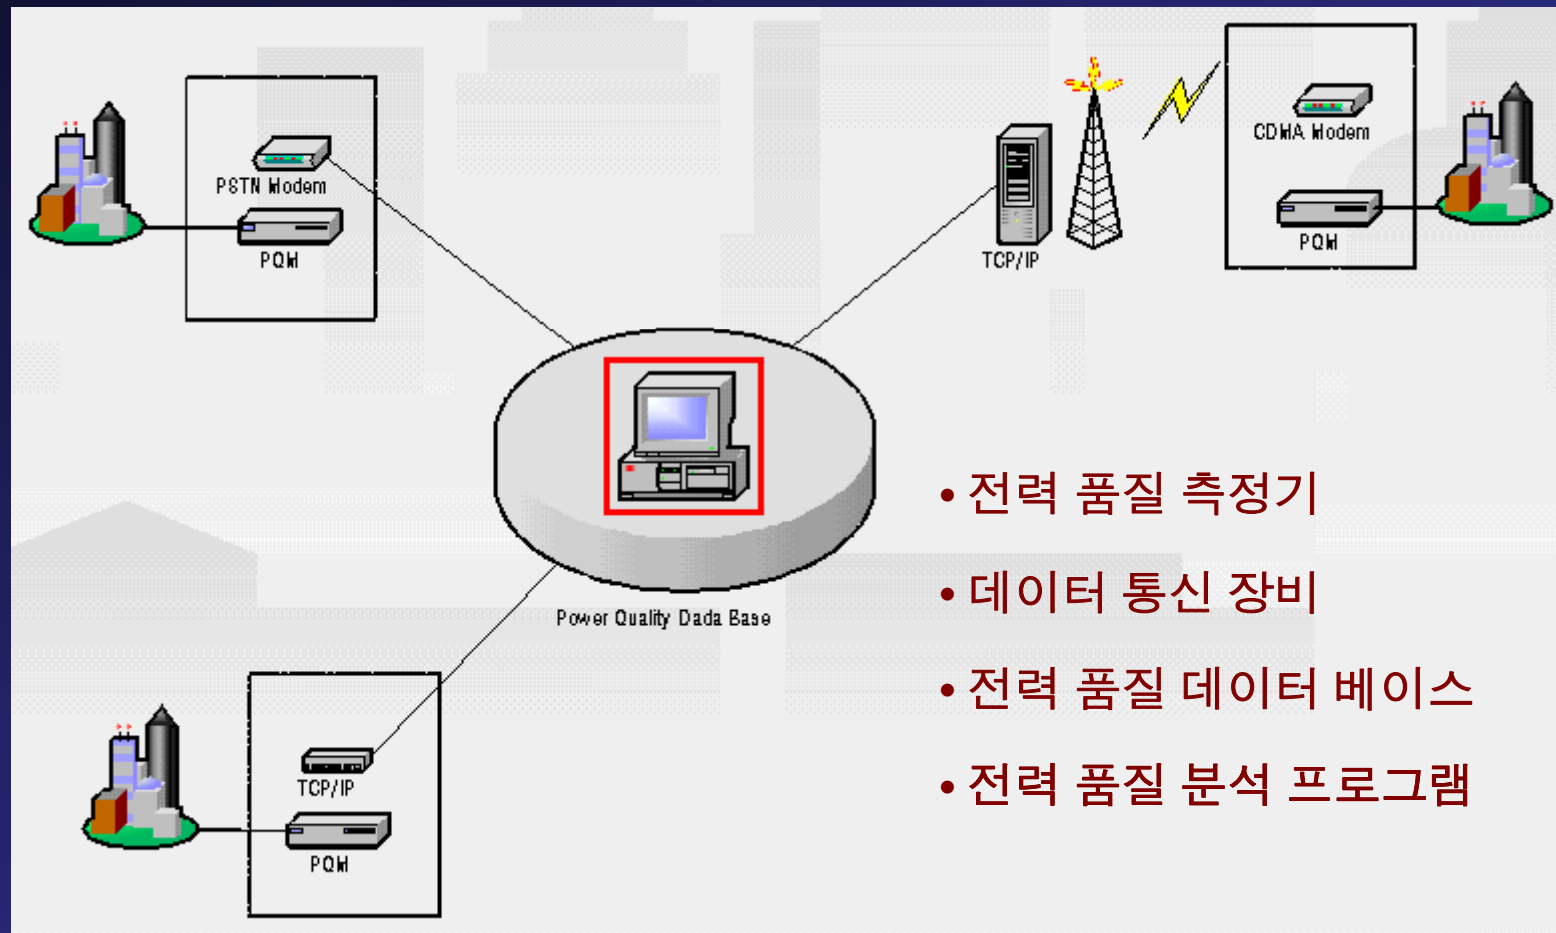 PSTN Modem
PQM
TCP/IP
CDMA Modem
PQM
Power Quality Dada Base
TCP/IP
PQM
• 전력 품질 측정기
• 데이터 통신 장비
• 전력 품질 데이터 베이스
• 전력 품질 분석 프로그램